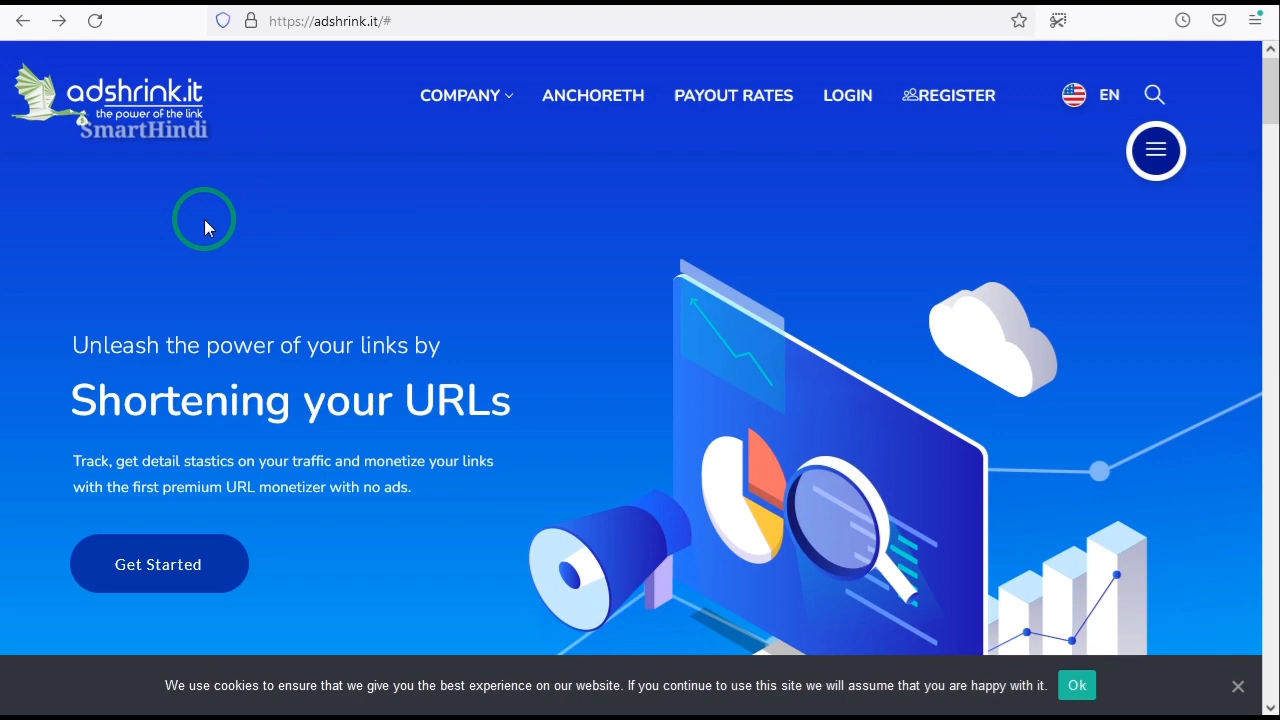 https://adshrink.it/#
adshrink.it
the power of the link
SmartHindi
COMPANY
ANCHORETH
PAYOUT RATES
LOGIN
REGISTER
EN
Unleash the power of your links by
Shortening your URLs
Track, get detail stastics on your traffic and monetize your links
with the first premium URL monetizer with no ads.
Get Started
We use cookies to ensure that we give you the best experience on our website. If you continue to use this site we will assume that you are happy with it.
Ok